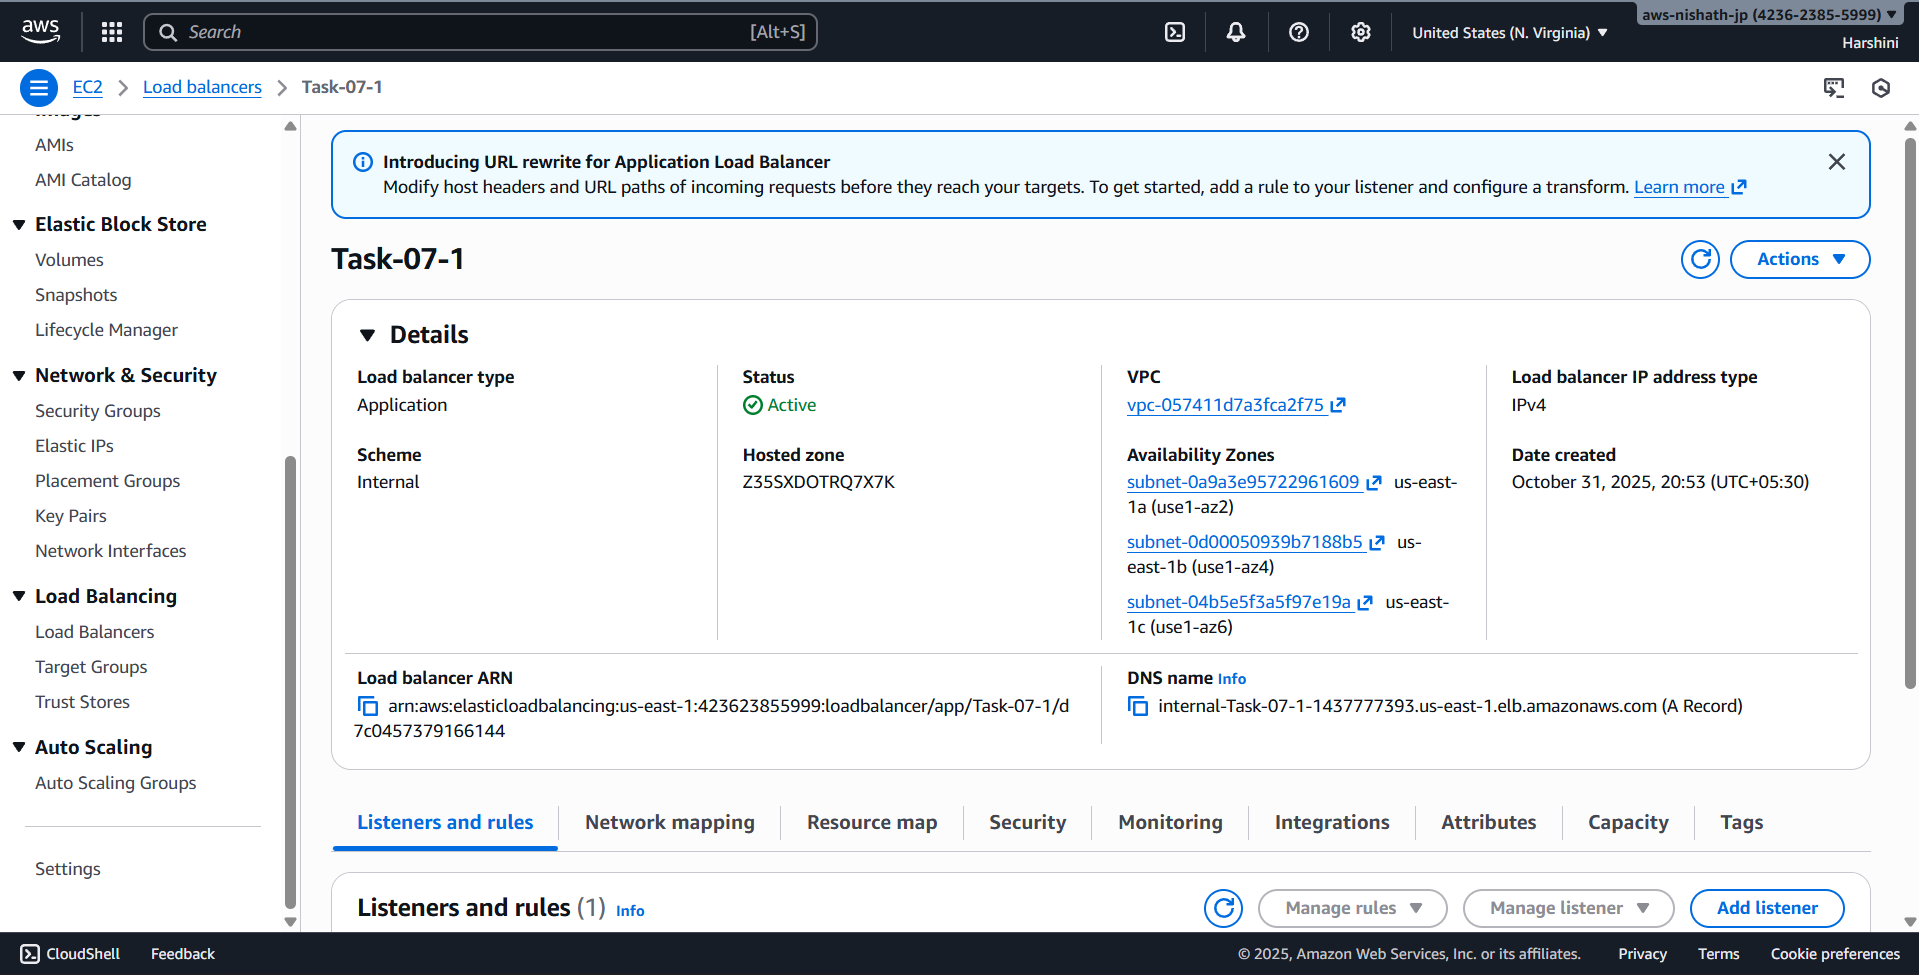 aws
Search
[Alt+S]
United States (N. Virginia)
aws-nishath-jp (4236-2385-5999)
Harshini
EC2
Load balancers
Task-07-1
Images
AMIs
AMI Catalog
Elastic Block Store
Volumes
Snapshots
Lifecycle Manager
Network & Security
Security Groups
Elastic IPs
Placement Groups
Key Pairs
Network Interfaces
Load Balancing
Load Balancers
Target Groups
Trust Stores
Auto Scaling
Auto Scaling Groups
Settings
Introducing URL rewrite for Application Load Balancer
Modify host headers and URL paths of incoming requests before they reach your targets. To get started, add a rule to your listener and configure a transform. Learn more
Task-07-1
Actions
Details
Load balancer type
Application
Scheme
Internal
Status
Active
Hosted zone
Z35SXDOTRQ7X7K
VPC
vpc-057411d7a3fca2f75
Availability Zones
subnet-0a9a3e95722961609 us-east-
1a (use1-az2)
subnet-0d00050939b7188b5 us-
east-1b (use1-az4)
subnet-04b5e5f3a5f97e19a us-east-
1c (use1-az6)
Load balancer IP address type
IPv4
Date created
October 31, 2025, 20:53 (UTC+05:30)
Load balancer ARN
arn:aws:elasticloadbalancing:us-east-1:423623855999:loadbalancer/app/Task-07-1/d
7c0457379166144
DNS name Info
internal-Task-07-1-1437777393.us-east-1.elb.amazonaws.com (A Record)
Listeners and rules
Network mapping
Resource map
Security
Monitoring
Integrations
Attributes
Capacity
Tags
Listeners and rules (1) Info
Manage rules
Manage listener
Add listener
CloudShell
Feedback
© 2025, Amazon Web Services, Inc. or its affiliates.
Privacy
Terms
Cookie preferences